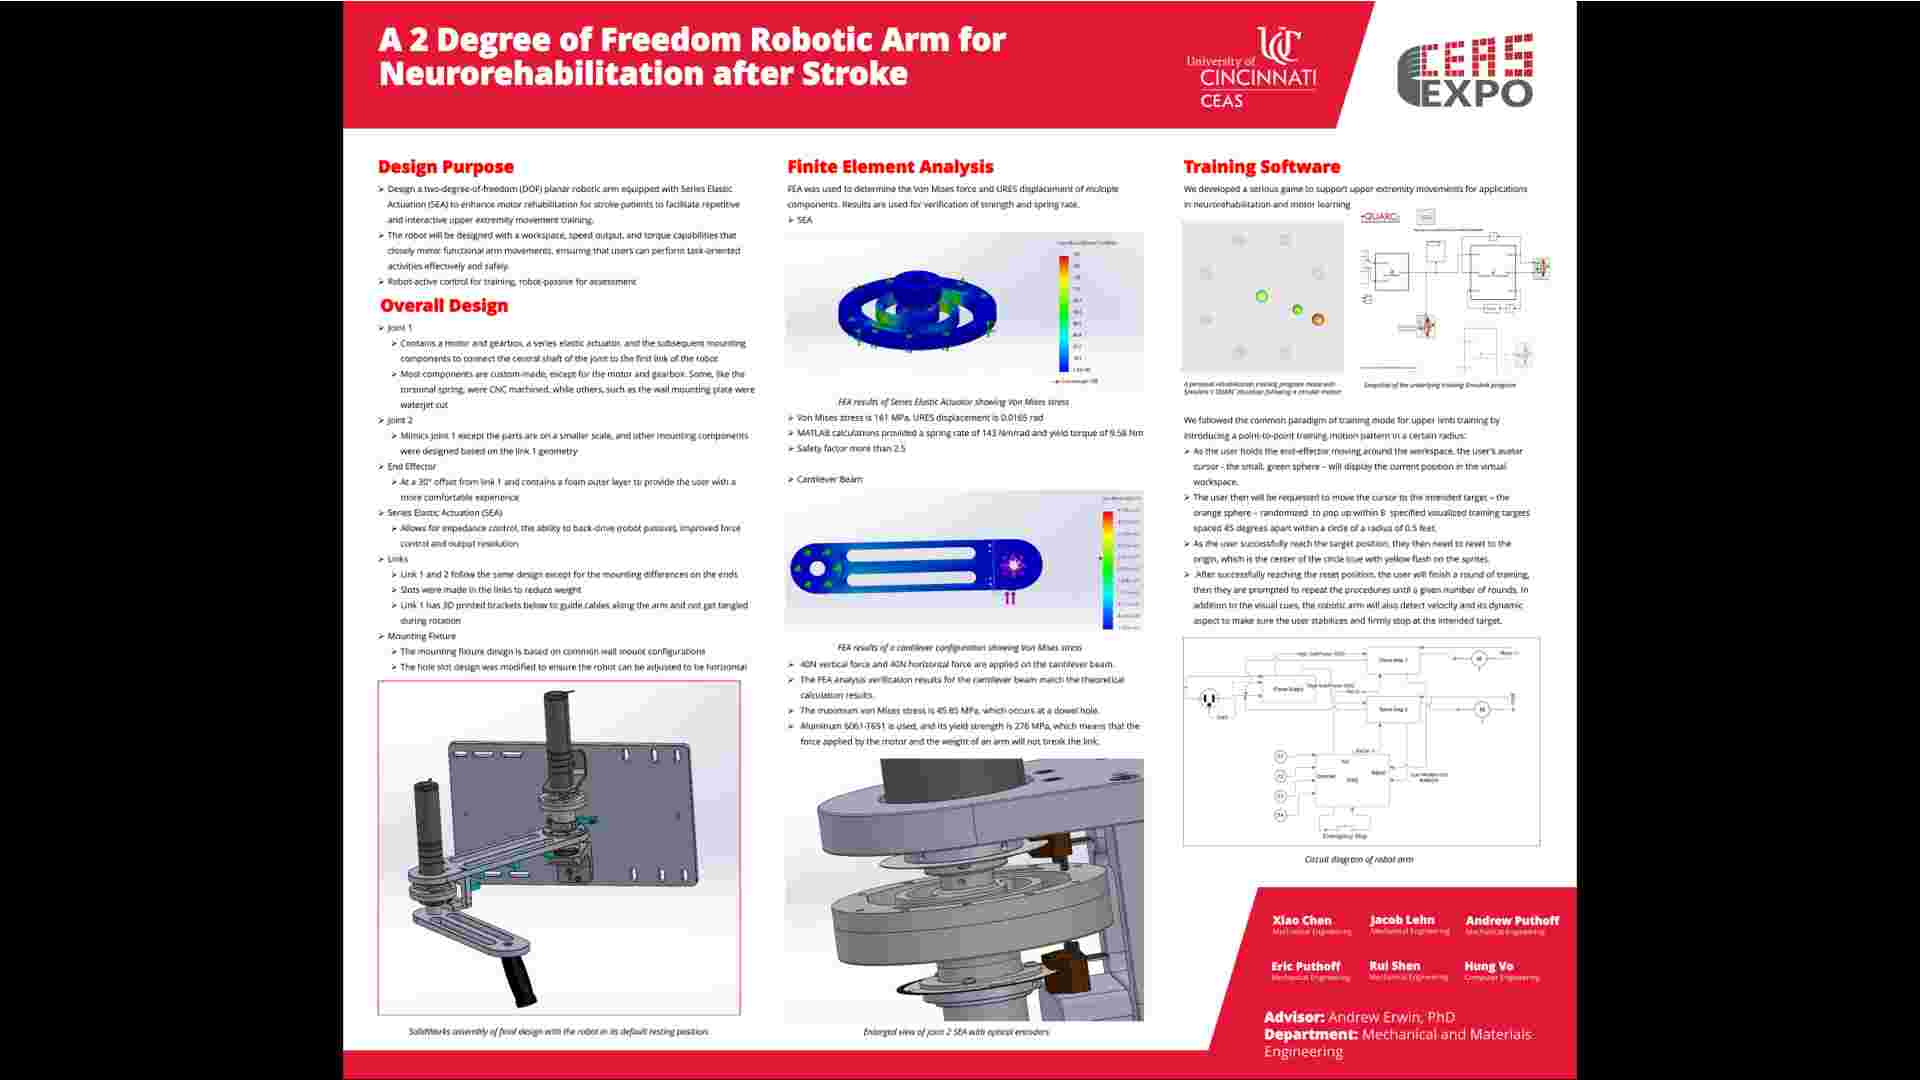 A 2 Degree of Freedom Robotic Arm for
Neurorehabilitation after Stroke
University of
CINCINNATI
CEAS
CEAS
EXPO
Design Purpose
➢ Design a two-degree-of-freedom (DOF) planar robotic arm equipped with Series Elastic
Actuation (SEA) to enhance motor rehabilitation for stroke patients to facilitate repetitive
and interactive upper extremity movement training.
➢ The robot will be designed with a workspace, speed output, and torque capabilities that
closely mirror functional arm movements, ensuring that users can perform task-oriented
activities effectively and safely.
➢ Robot-active control for training, robot-passive for assessment
Overall Design
➢ Joint 1
➢ Contains a motor and gearbox, a series elastic actuator, and the subsequent mounting
components to connect the central shaft of the joint to the first link of the robot
➢ Most components are custom-made, except for the motor and gearbox. Some, like the
torsional spring, were CNC machined, while others, such as the wall mounting plate were
waterjet cut
➢ Joint 2
➢ Mimics joint 1 except the parts are on a smaller scale, and other mounting components
were designed based on the link 1 geometry
➢ End Effector
➢ At a 30° offset from link 1 and contains a foam outer layer to provide the user with a
more comfortable experience
➢ Series Elastic Actuation (SEA)
➢ Allows for impedance control, the ability to back-drive (robot passive), improved force
control and output resolution
➢ Links
➢ Link 1 and 2 follow the same design except for the mounting differences on the ends
➢ Slots were made in the links to reduce weight
➢ Link 1 has 3D printed brackets below to guide cables along the arm and not get tangled
during rotation
➢ Mounting Fixture
➢ The mounting fixture design is based on common wall mount configurations
➢ The hole slot design was modified to ensure the robot can be adjusted to be horizontal
SolidWorks assembly of final design with the robot in its default resting position.
Finite Element Analysis
FEA was used to determine the Von Mises force and URES displacement of multiple
components. Results are used for verification of strength and spring rate.
➢ SEA
FEA results of Series Elastic Actuator showing Von Mises stress
➢ Von Mises stress is 161 MPa, URES displacement is 0.0165 rad
➢ MATLAB calculations provided a spring rate of 143 Nm/rad and yield torque of 9.58 Nm
➢ Safety factor more than 2.5
➢ Cantilever Beam
FEA results of a cantilever configuration showing Von Mises stress
➢ 40N vertical force and 40N horizontal force are applied on the cantilever beam.
➢ The FEA analysis verification results for the cantilever beam match the theoretical
calculation results.
➢ The maximum von Mises stress is 45.85 MPa, which occurs at a dowel hole.
➢ Aluminum 6061-T651 is used, and its yield strength is 276 MPa, which means that the
force applied by the motor and the weight of an arm will not break the link.
Enlarged view of joint 2 SEA with optical encoders
Training Software
We developed a serious game to support upper extremity movements for applications
in neurorehabilitation and motor learning
QUARC
A personal rehabilitation training program made with
Simulink's QUARC visualizer following a circular motion
Snapshot of the underlying training Simulink program
We followed the common paradigm of training mode for upper limb training by
introducing a point-to-point training motion pattern in a certain radius:
➢ As the user holds the end-effector moving around the workspace, the user's avatar
cursor - the small, green sphere – will display the current position in the virtual
workspace.
➢ The user then will be requested to move the cursor to the intended target – the
orange sphere – randomized to pop up within 8 specified visualized training targets
spaced 45 degrees apart within a circle of a radius of 0.5 feet.
➢ As the user successfully reach the target position, they then need to reset to the
origin, which is the center of the circle true with yellow flash on the sprites.
➢ After successfully reaching the reset position, the user will finish a round of training,
then they are prompted to repeat the procedures until a given number of rounds. In
addition to the visual cues, the robotic arm will also detect velocity and its dynamic
aspect to make sure the user stabilizes and firmly stop at the intended target.
Power Supply
Emergency Stop
Circuit diagram of robot arm
Xiao Chen
Mechanical Engineering
Jacob Lehn
Mechanical Engineering
Andrew Puthoff
Mechanical Engineering
Eric Puthoff
Mechanical Engineering
Rui Shen
Mechanical Engineering
Hung Vo
Computer Engineering
Advisor: Andrew Erwin, PhD
Department: Mechanical and Materials
Engineering